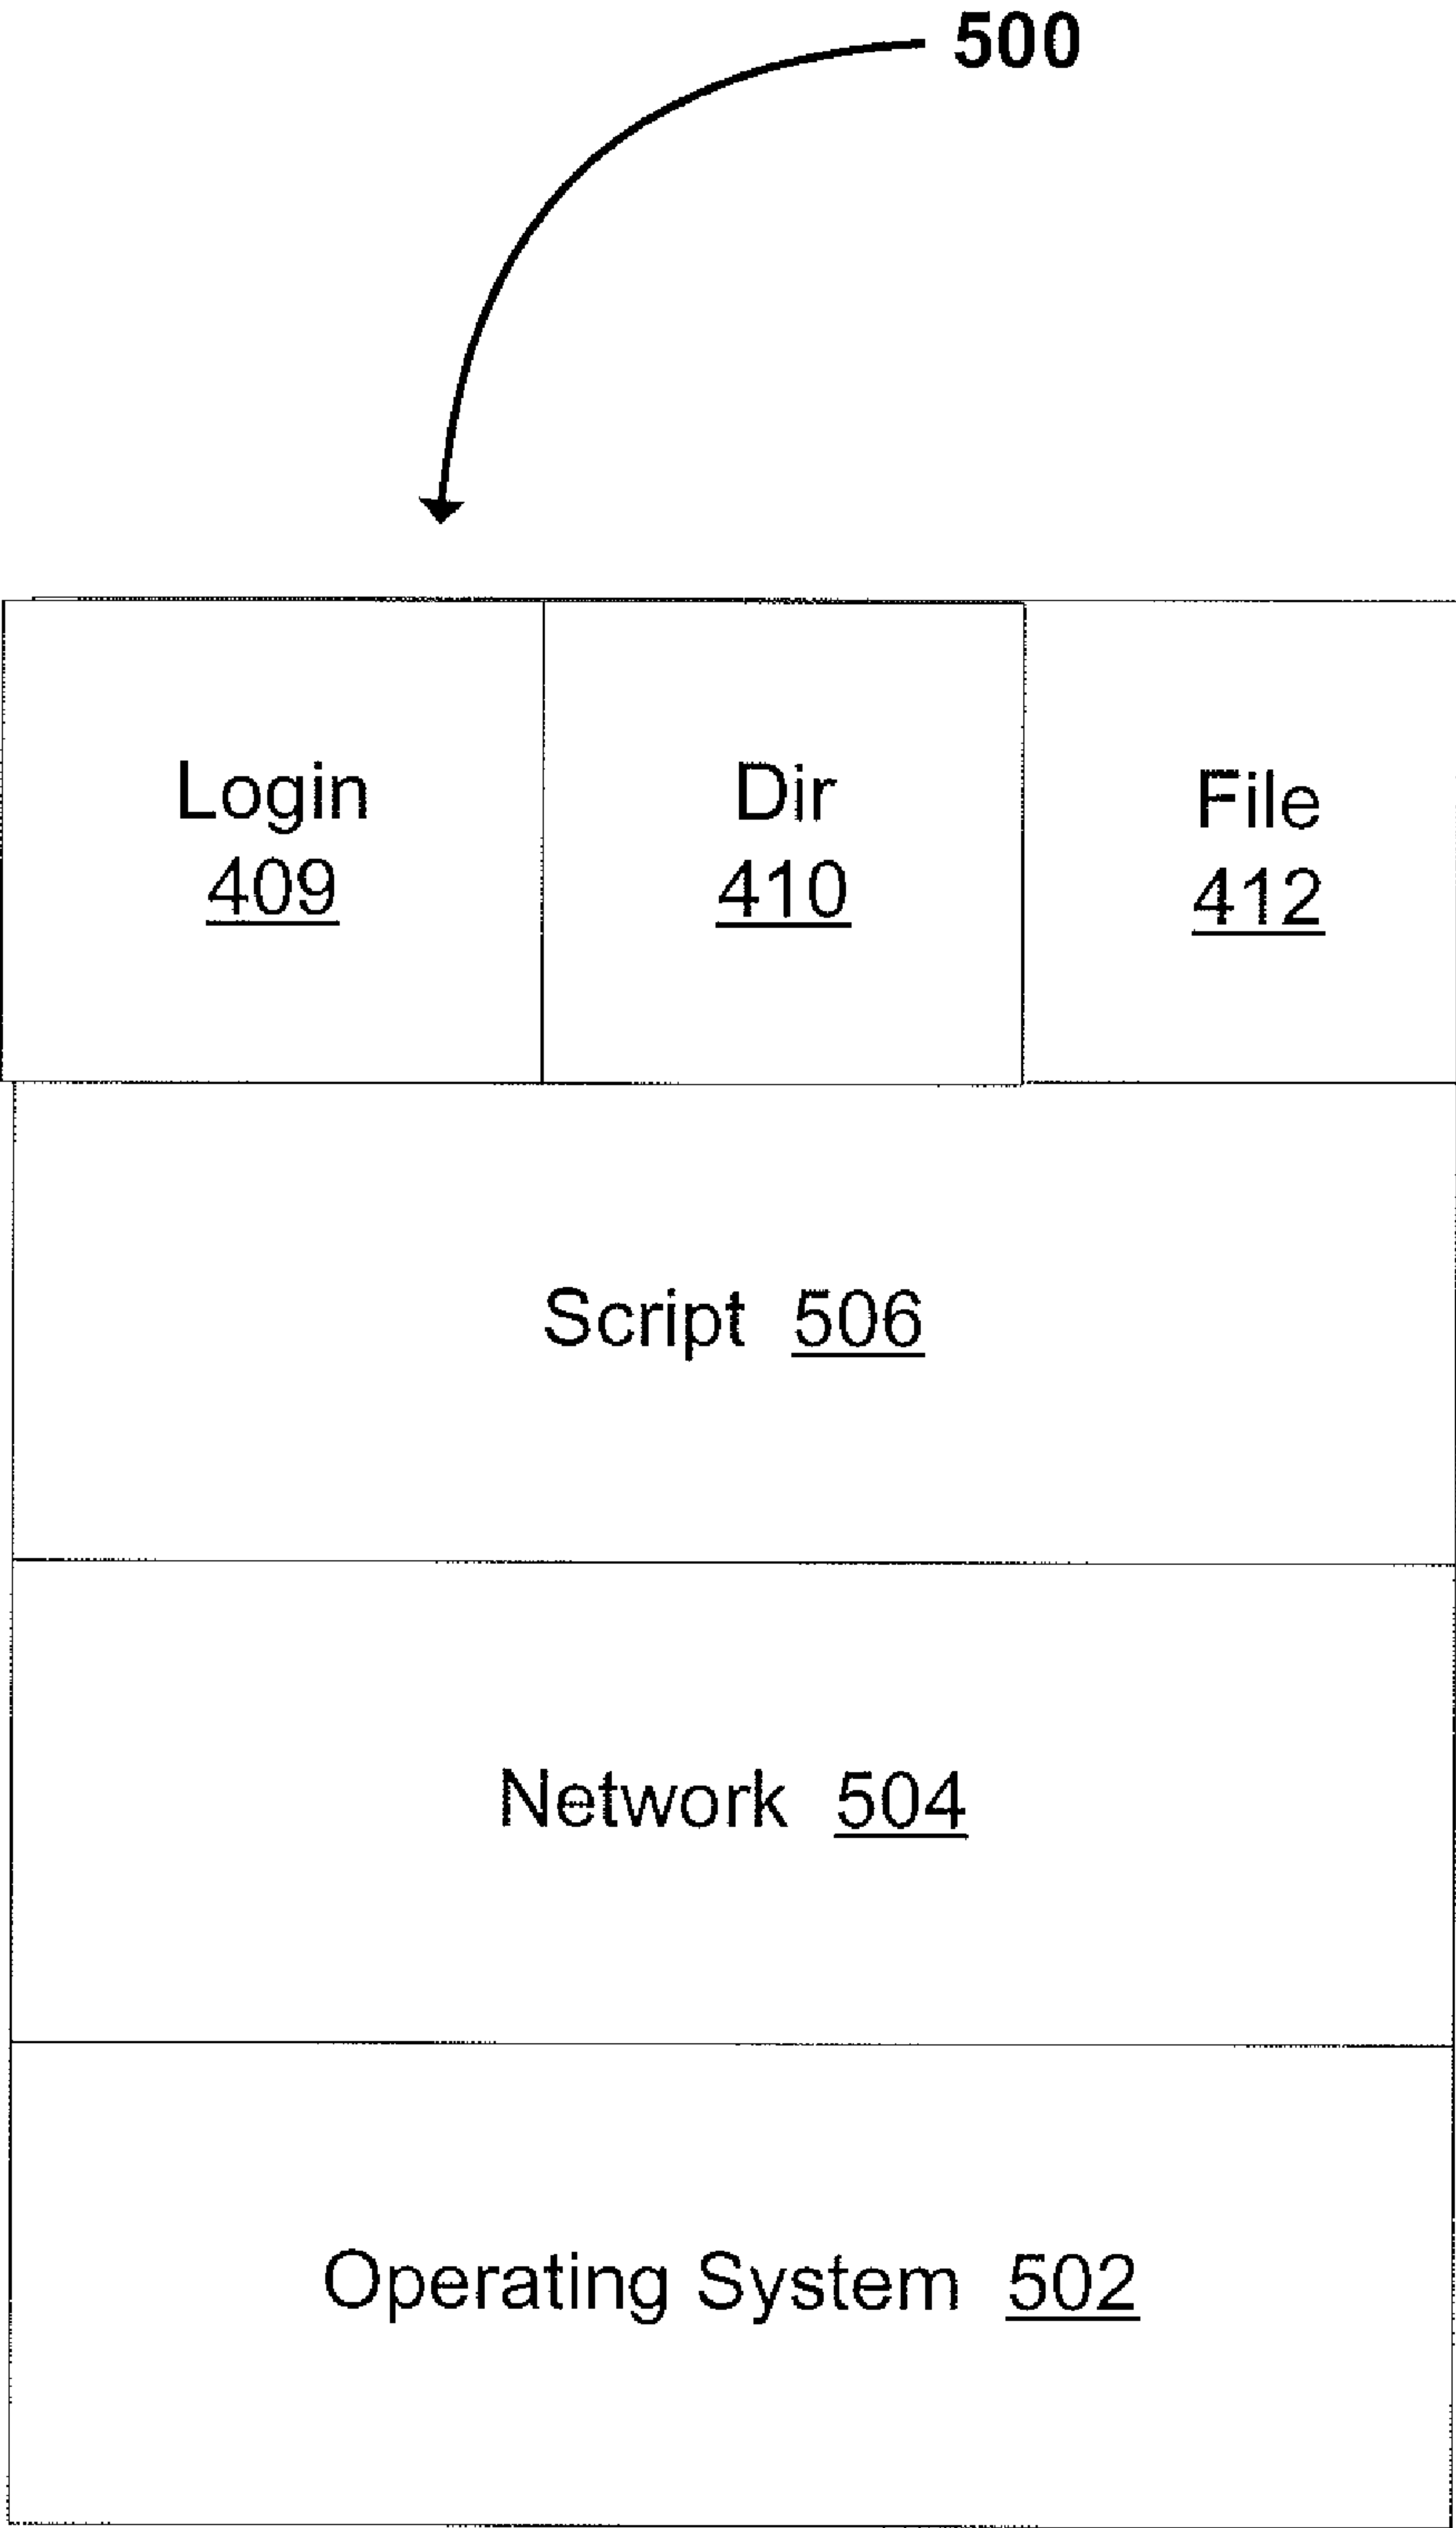 500
Login
409
Dir
410
File
412
Script 506
Network 504
Operating System 502